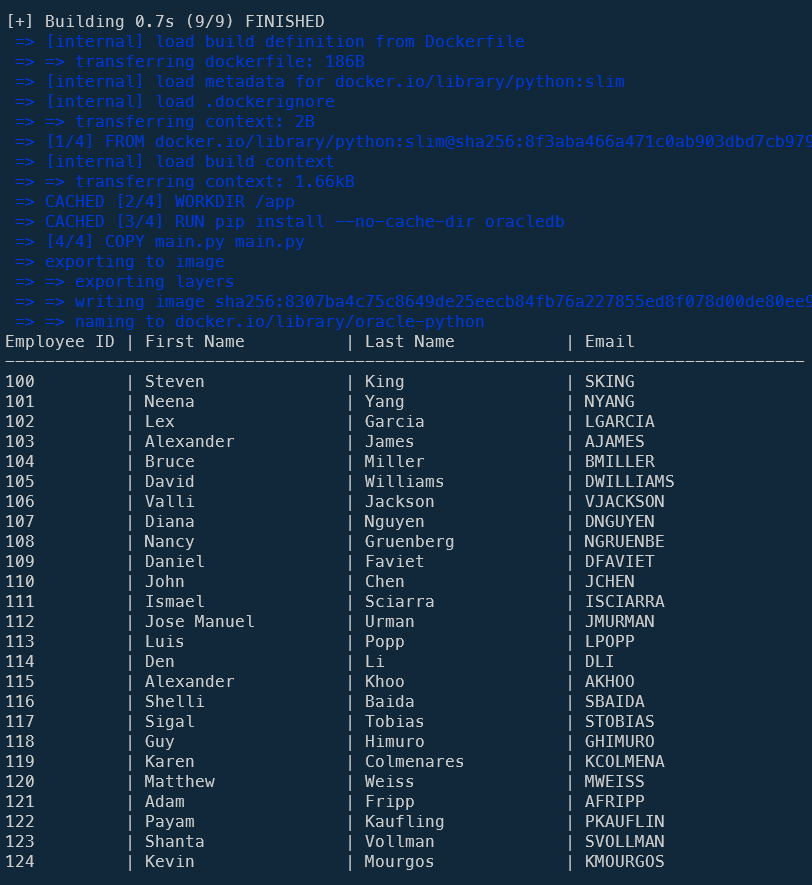 [+] Building 0.7s (9/9) FINISHED
=> [internal] load build definition from Dockerfile
=> => transferring dockerfile: 186B
=> [internal] load metadata for docker.io/library/python:slim
=> [internal] load .dockerignore
=> => transferring context: 2B
=> [1/4] FROM docker.io/library/python:slim@sha256:8f3aba466a471c0ab903dbd7cb979
=> [internal] load build context
=> => transferring context: 1.66kB
=> CACHED [2/4] WORKDIR /app
=> CACHED [3/4] RUN pip install --no-cache-dir oracledb
=> [4/4] COPY main.py main.py
=> exporting to image
=> => exporting layers
=> => writing image sha256:8307ba4c75c8649de25eecb84fb76a227855ed8f078d00de80ee9
=> => naming to docker.io/library/oracle-python
Employee ID | First Name | Last Name | Email
--------------------------------------------------------------------------------
100 | Steven | King | SKING
101 | Neena | Yang | NYANG
102 | Lex | Garcia | LGARCIA
103 | Alexander | James | AJAMES
104 | Bruce | Miller | BMILLER
105 | David | Williams | DWILLIAMS
106 | Valli | Jackson | VJACKSON
107 | Diana | Nguyen | DNGUYEN
108 | Nancy | Gruenberg | NGRUENBE
109 | Daniel | Faviet | DFAVIET
110 | John | Chen | JCHEN
111 | Ismael | Sciarra | ISCIARRA
112 | Jose Manuel | Urman | JMURMAN
113 | Luis | Popp | LPOPP
114 | Den | Li | DLI
115 | Alexander | Khoo | AKHOO
116 | Shelli | Baida | SBAIDA
117 | Sigal | Tobias | STOBIAS
118 | Guy | Himuro | GHIMURO
119 | Karen | Colmenares | KCOLMENA
120 | Matthew | Weiss | MWEISS
121 | Adam | Fripp | AFRIPP
122 | Payam | Kaufling | PKAUFLIN
123 | Shanta | Vollman | SVOLLMAN
124 | Kevin | Mourgos | KMOURGOS